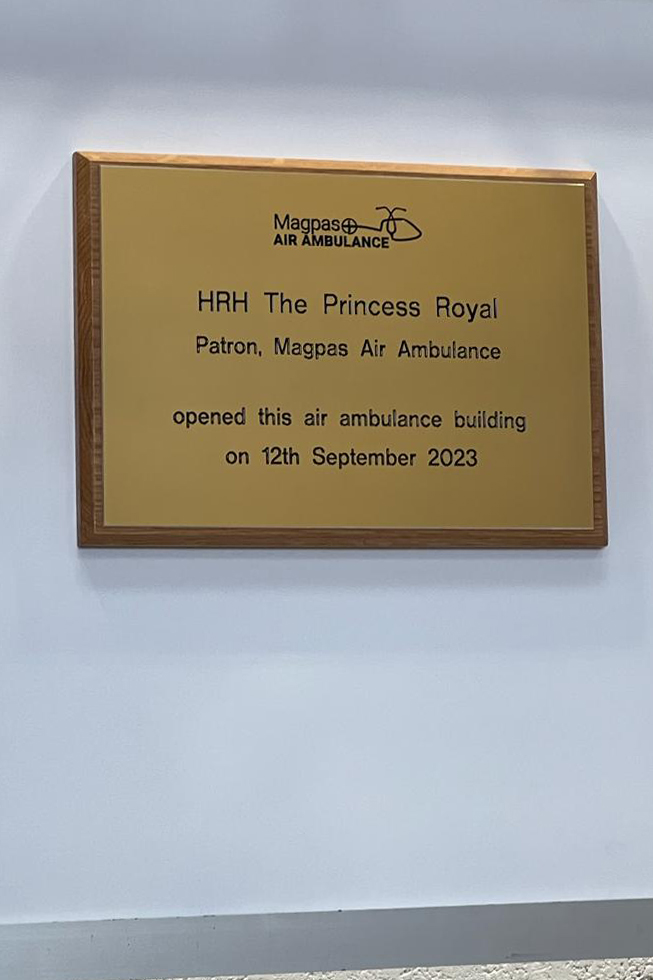 Magpas
AIR AMBULANCE
HRH The Princess Royal
Patron, Magpas Air Ambulance
opened this air ambulance building
on 12th September 2023